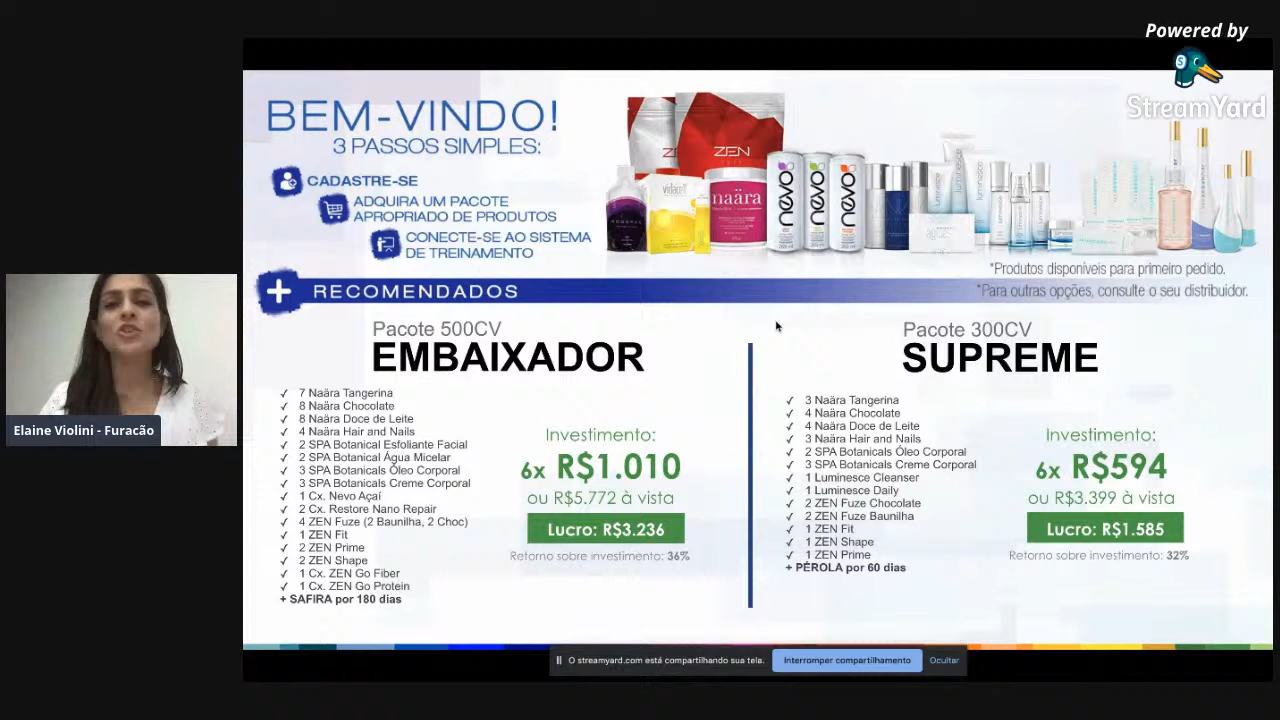 Powered by
StreamYard
BEM-VINDO!
3 PASSOS SIMPLES:
CADASTRE-SE
ADQUIRA UM PACOTE
APROPRIADO DE PRODUTOS
CONECTE-SE AO SISTEMA
DE TREINAMENTO
ZEN
vidacell
naära
nevo
nevo
nevo
*Produtos disponíveis para primeiro pedido.
RECOMENDADOS
*Para outras opções, consulte o seu distribuidor.
Pacote 500CV
EMBAIXADOR
✓ 7 Naära Tangerina
✓ 8 Naära Chocolate
✓ 8 Naära Doce de Leite
✓ 4 Naära Hair and Nails
✓ 2 SPA Botanical Esfoliante Facial
✓ 2 SPA Botanical Água Micelar
✓ 3 SPA Botanicals Óleo Corporal
✓ 3 SPA Botanicals Creme Corporal
✓ 1 Cx. Nevo Açaí
✓ 2 Cx. Restore Nano Repair
✓ 4 ZEN Fuze (2 Baunilha, 2 Choc)
✓ 1 ZEN Fit
✓ 2 ZEN Prime
✓ 2 ZEN Shape
✓ 1 Cx. ZEN Go Fiber
✓ 1 Cx. ZEN Go Protein
+ SAFIRA por 180 dias
Investimento:
6x R$1.010
ou R$5.772 à vista
Lucro: R$3.236
Retorno sobre investimento: 36%
Pacote 300CV
SUPREME
✓ 3 Naära Tangerina
✓ 4 Naära Chocolate
✓ 4 Naära Doce de Leite
✓ 3 Naära Hair and Nails
✓ 2 SPA Botanicals Óleo Corporal
✓ 3 SPA Botanicals Creme Corporal
✓ 1 Luminesce Cleanser
✓ 1 Luminesce Daily
✓ 2 ZEN Fuze Chocolate
✓ 2 ZEN Fuze Baunilha
✓ 1 ZEN Fit
✓ 1 ZEN Shape
✓ 1 ZEN Prime
+ PÉROLA por 60 dias
Investimento:
6x R$594
ou R$3.399 à vista
Lucro: R$1.585
Retorno sobre investimento: 32%
Elaine Violini - Furacão
O streamyard.com está compartilhando sua tela.
Interromper compartilhamento
Ocultar